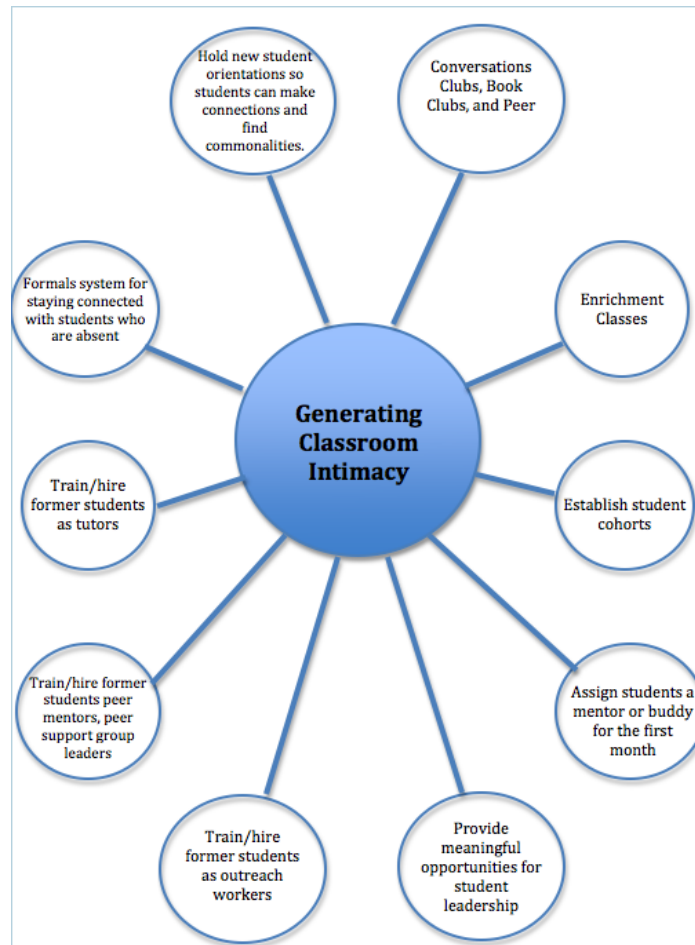 Hold new student
orientations so
students can make
connections and
find
commonalities.
Conversations
Clubs, Book
Clubs, and Peer
Formals system for
staying connected
with students who
are absent
Enrichment
Classes
Generating
Classroom
Intimacy
Train/hire
former students
as tutors
Establish student
cohorts
Train/hire former
students peer
mentors, peer
support group
leaders
Assign students a
mentor or buddy
for the first
month
Train/hire
former students
as outreach
workers
Provide
meaningful
opportunities for
student
leadership